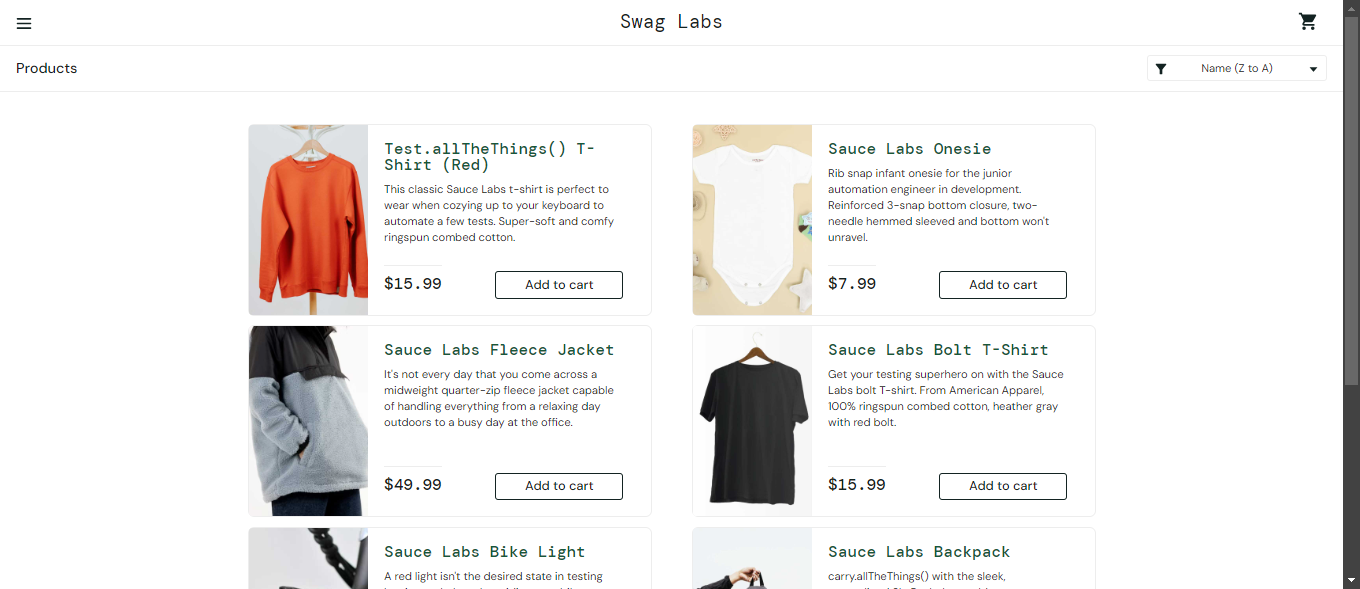 Swag Labs
Products
Name (Z to A)
Test.allTheThings() T-
Shirt (Red)
This classic Sauce Labs t-shirt is perfect to
wear when cozying up to your keyboard to
automate a few tests. Super-soft and comfy
ringspun combed cotton.
$15.99
Add to cart
Sauce Labs Onesie
Rib snap infant onesie for the junior
automation engineer in development.
Reinforced 3-snap bottom closure, two-
needle hemmed sleeved and bottom won't
unravel.
$7.99
Add to cart
Sauce Labs Fleece Jacket
It's not every day that you come across a
midweight quarter-zip fleece jacket capable
of handling everything from a relaxing day
outdoors to a busy day at the office.
$49.99
Add to cart
Sauce Labs Bolt T-Shirt
Get your testing superhero on with the Sauce
Labs bolt T-shirt. From American Apparel,
100% ringspun combed cotton, heather gray
with red bolt.
$15.99
Add to cart
Sauce Labs Bike Light
A red light isn't the desired state in testing
Sauce Labs Backpack
carry.allTheThings() with the sleek,